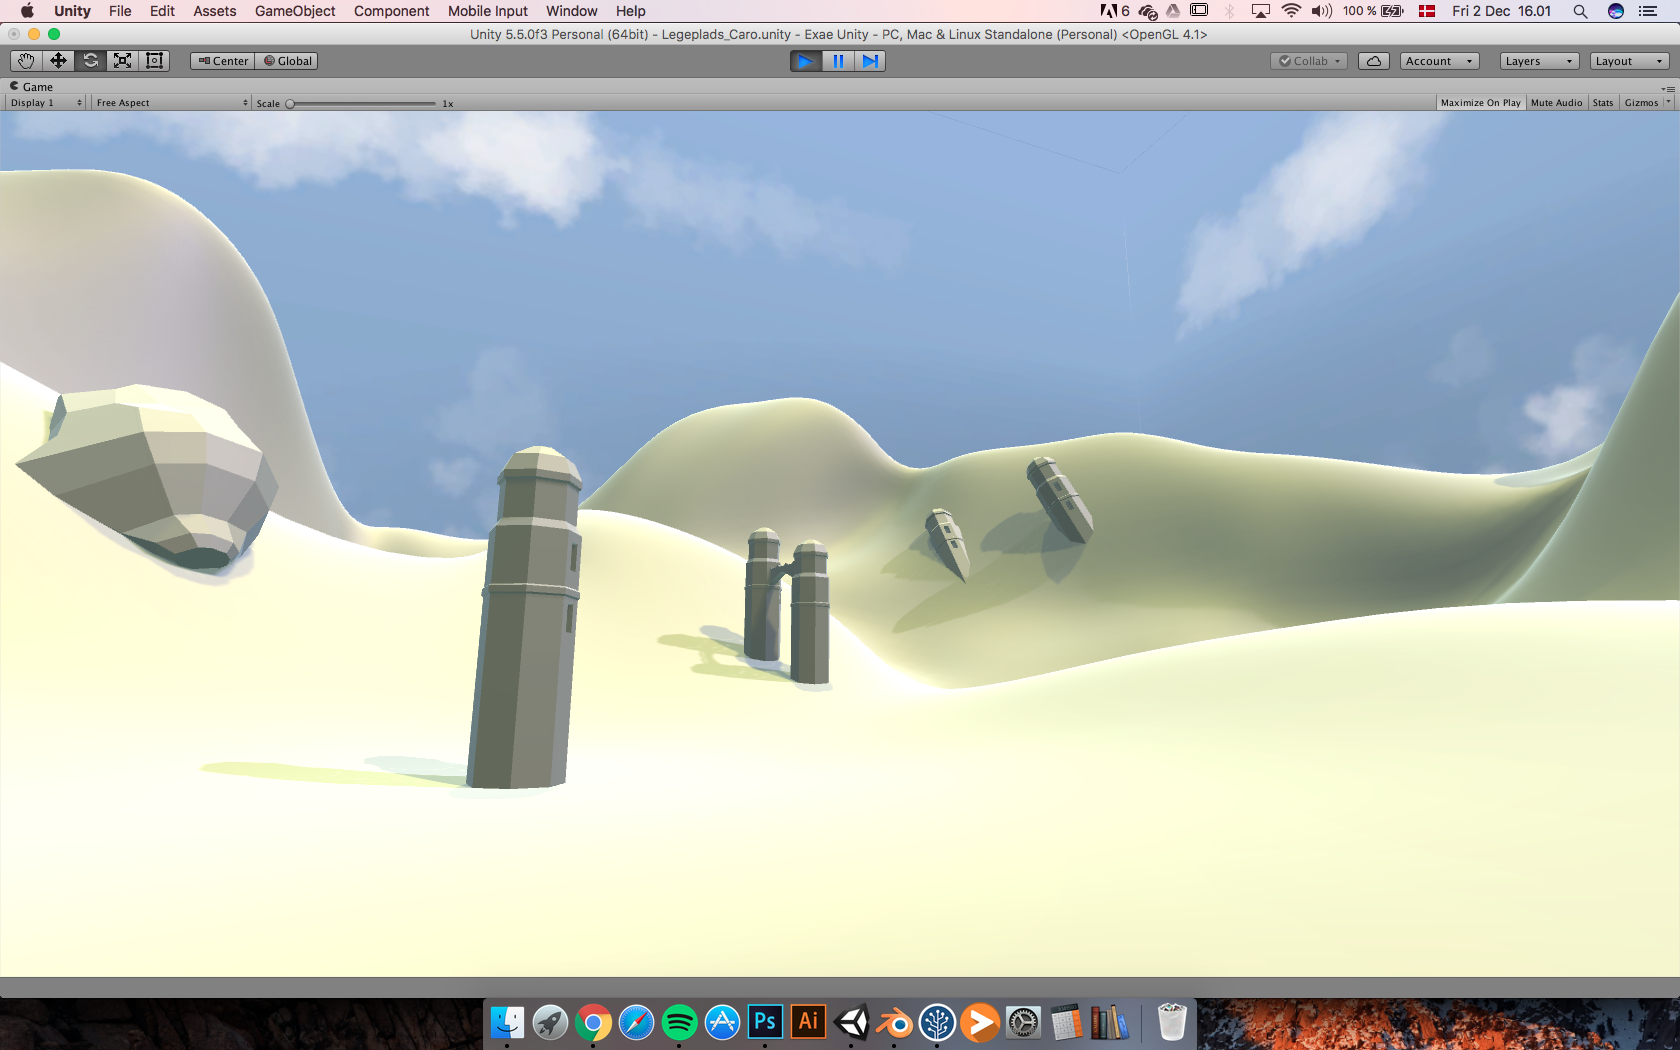 Unity File Edit Assets GameObject Component Mobile Input Window Help 6 100 % Fri 2 Dec 16.01
Unity 5.5.0f3 Personal (64bit) - Legeplads_Caro.unity - Exae Unity - PC, Mac & Linux Standalone (Personal) <OpenGL 4.1>
Center Global Collab Account Layers Layout
Game
Display 1 Free Aspect Scale 1x Maximize On Play Mute Audio Stats Gizmos
Ps Ai